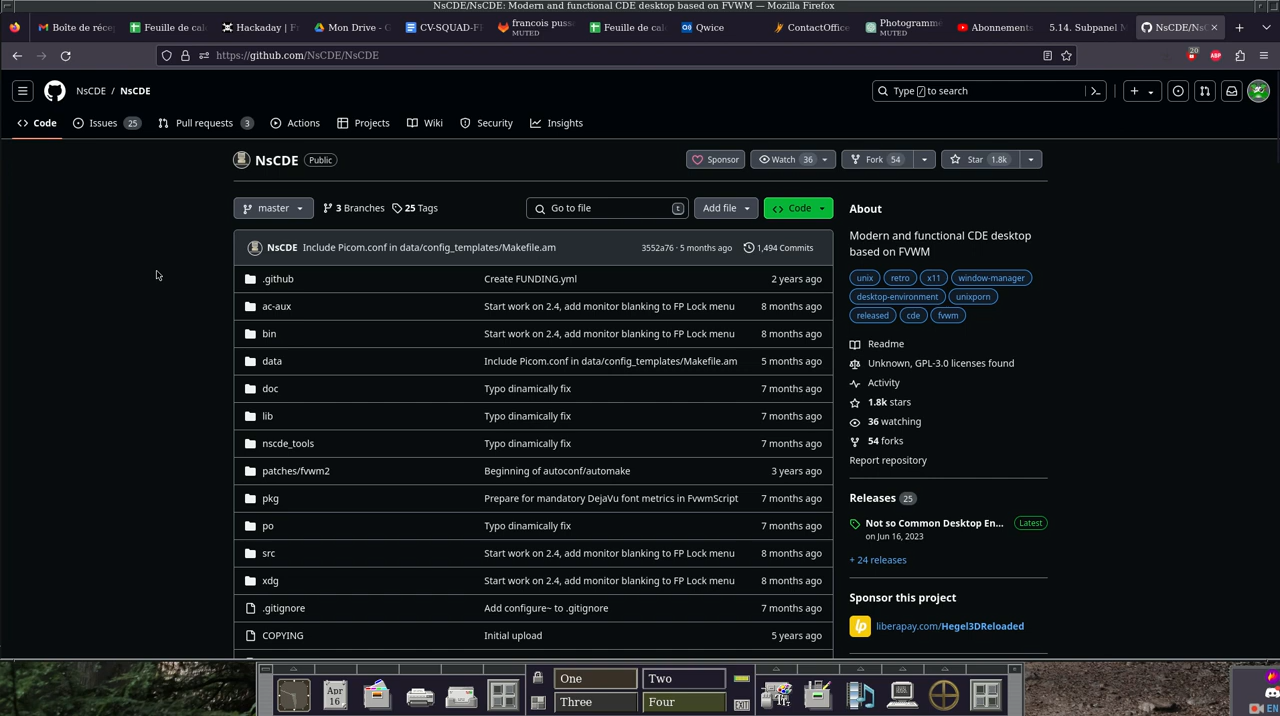 NsCDE/NsCDE: Modern and functional CDE desktop based on FVWM — Mozilla Firefox
Boîte de récep
Feuille de calc
Hackaday | Fr
Mon Drive - G
CV-SQUAD-F
francois puss
MUTED
Feuille de calc
Qwice
ContactOffice
Photogramme
MUTED
Abonnements
5.14. Subpanel M
NsCDE/NsC
https://github.com/NsCDE/NsCDE
20
ABP
NsCDE / NsCDE
Type / to search
Code
Issues 25
Pull requests 3
Actions
Projects
Wiki
Security
Insights
NsCDE Public
Sponsor
Watch 36
Fork 54
Star 1.8k
master
3 Branches
25 Tags
Go to file
t
Add file
Code
NsCDE Include Picom.conf in data/config_templates/Makefile.am 3552a76 · 5 months ago 1,494 Commits
.github Create FUNDING.yml 2 years ago
ac-aux Start work on 2.4, add monitor blanking to FP Lock menu 8 months ago
bin Start work on 2.4, add monitor blanking to FP Lock menu 8 months ago
data Include Picom.conf in data/config_templates/Makefile.am 5 months ago
doc Typo dinamically fix 7 months ago
lib Typo dinamically fix 7 months ago
nscde_tools Typo dinamically fix 7 months ago
patches/fvwm2 Beginning of autoconf/automake 3 years ago
pkg Prepare for mandatory DejaVu font metrics in FvwmScript 7 months ago
po Typo dinamically fix 7 months ago
src Start work on 2.4, add monitor blanking to FP Lock menu 8 months ago
xdg Start work on 2.4, add monitor blanking to FP Lock menu 8 months ago
.gitignore Add configure~ to .gitignore 7 months ago
COPYING Initial upload 5 years ago
About
Modern and functional CDE desktop
based on FVWM
unix retro x11 window-manager
desktop-environment unixporn
released cde fvwm
Readme
Unknown, GPL-3.0 licenses found
Activity
1.8k stars
36 watching
54 forks
Report repository
Releases 25
Not so Common Desktop En... Latest
on Jun 16, 2023
+ 24 releases
Sponsor this project
lp liberapay.com/Hegel3DReloaded
Apr
16
One
Two
Three
Four
EXIT
EN